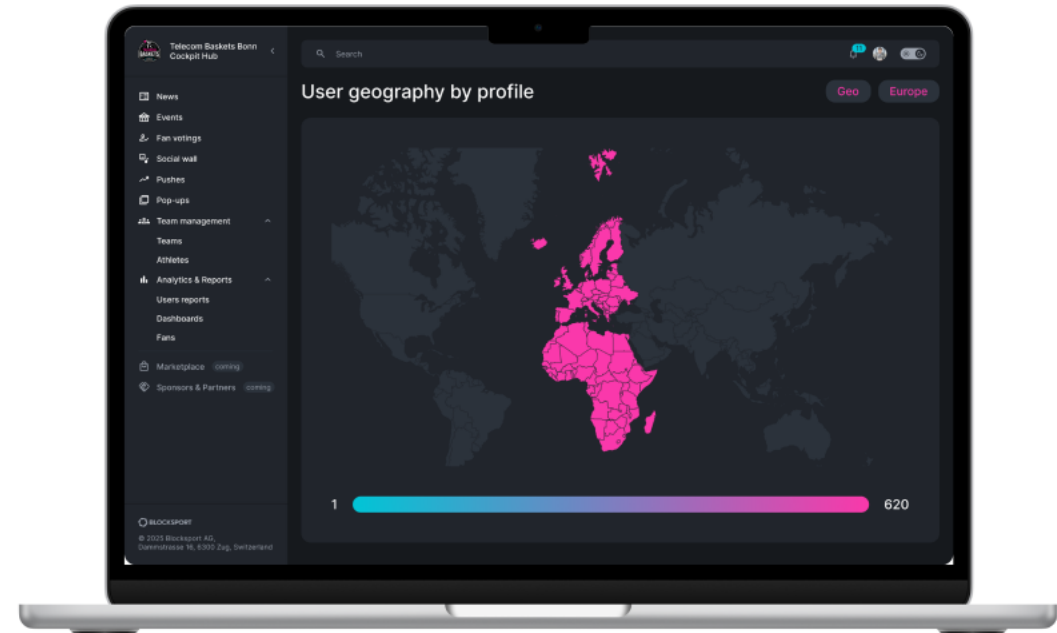 Telecom Baskets Bonn
Cockpit Hub
Search
11
News
Events
Fan votings
Social wall
Pushes
Pop-ups
Team management
Teams
Athletes
Analytics & Reports
Users reports
Dashboards
Fans
Marketplace coming
Sponsors & Partners coming
BLOCKSPORT
© 2025 Blocksport AG,
Dammstrasse 16, 6300 Zug, Switzerland
User geography by profile
Geo
Europe
1
620